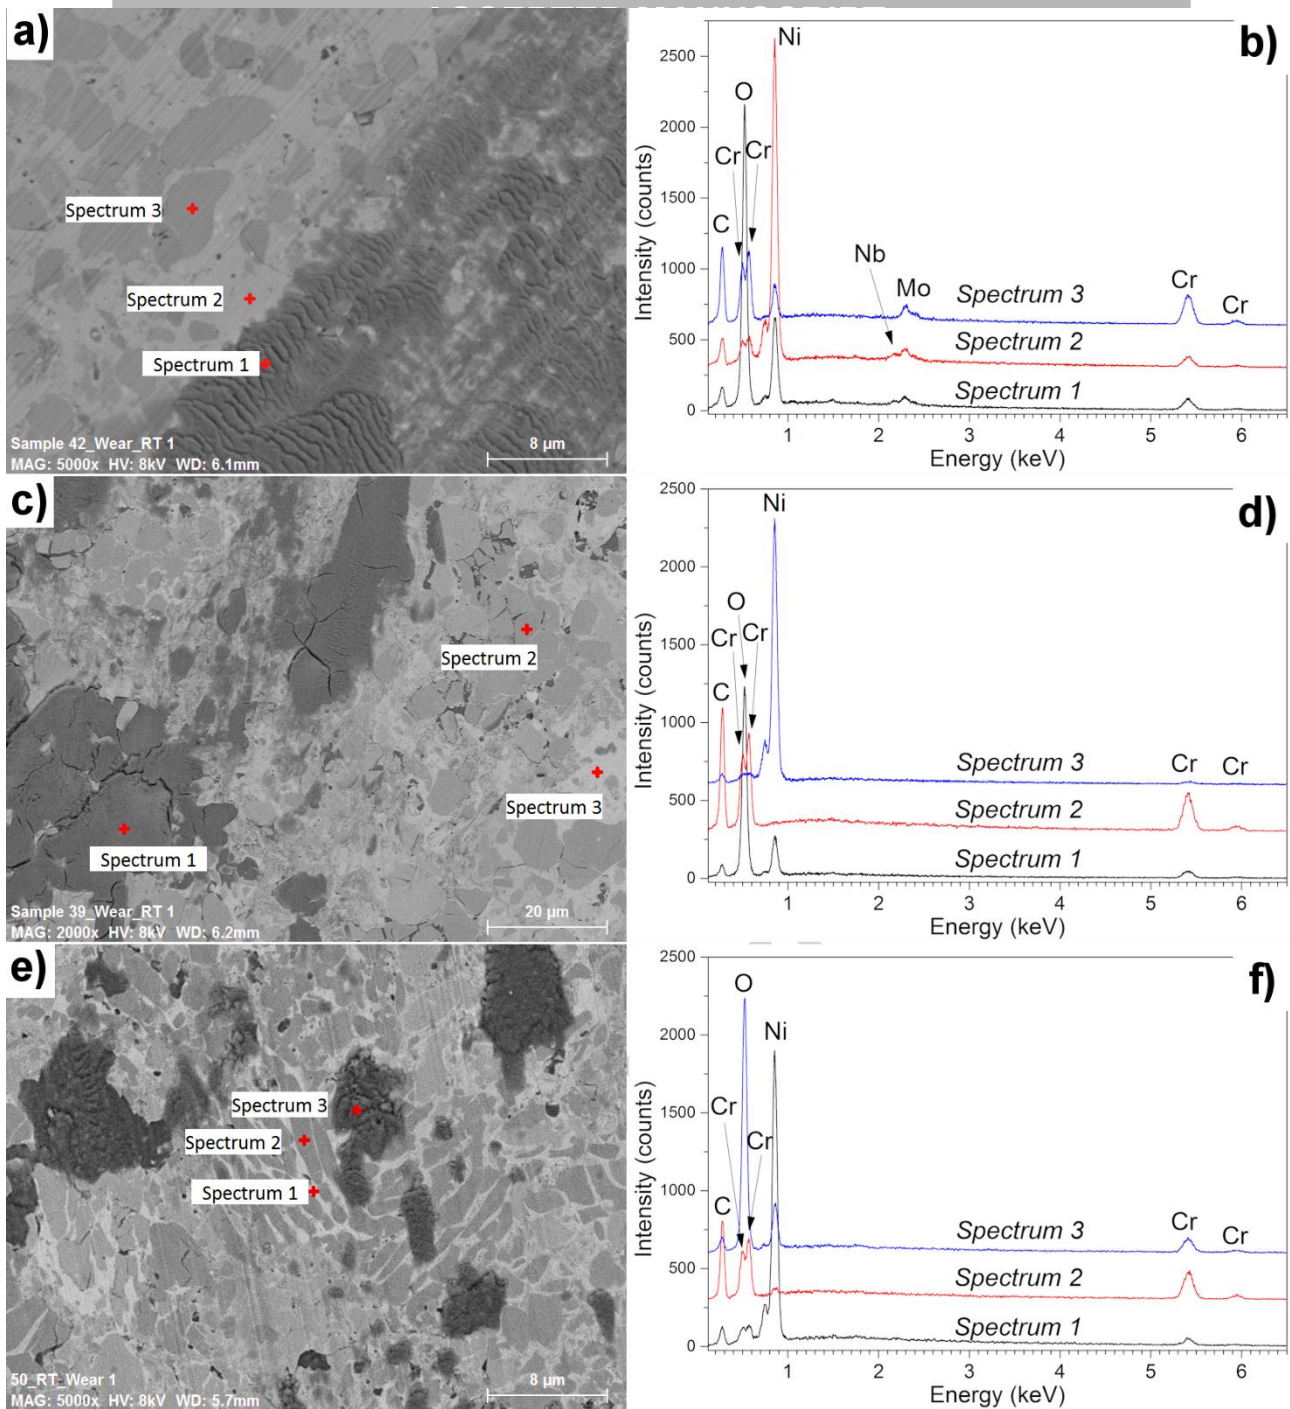 ACCEPTED MANUSCRIPT
a)
Spectrum 3
Spectrum 2
Spectrum 1
Sample 42_Wear_RT 1
MAG: 5000x HV: 8kV WD: 6.1mm
8 µm
b)
2500
2000
1500
1000
500
0
Intensity (counts)
Ni
O
Cr
Cr
C
Nb
Mo
Spectrum 3
Cr
Cr
Spectrum 2
Spectrum 1
1
2
3
4
5
6
Energy (keV)
c)
Spectrum 2
Spectrum 3
Spectrum 1
Sample 39_Wear_RT 1
MAG: 2000x HV: 8kV WD: 6.2mm
20 µm
d)
2500
2000
1500
1000
500
0
Intensity (counts)
Ni
O
Cr
Cr
C
Spectrum 3
Cr
Cr
Spectrum 2
Spectrum 1
1
2
3
4
5
6
Energy (keV)
e)
Spectrum 3
Spectrum 2
Spectrum 1
50_RT_Wear 1
MAG: 5000x HV: 8kV WD: 5.7mm
8 µm
f)
2500
2000
1500
1000
500
0
Intensity (counts)
O
Ni
Cr
Cr
C
Spectrum 3
Cr
Cr
Spectrum 2
Spectrum 1
1
2
3
4
5
6
Energy (keV)